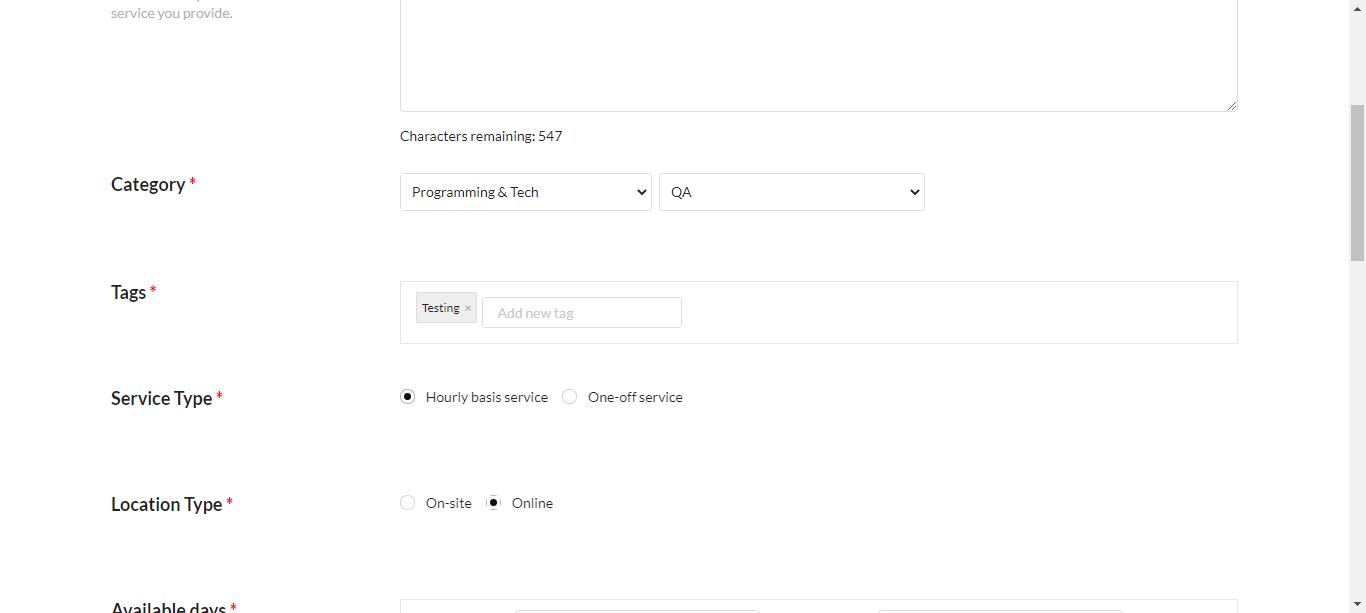 service you provide.
Characters remaining: 547
Category *
Programming & Tech
QA
Tags *
Testing ×
Add new tag
Service Type *
Hourly basis service
One-off service
Location Type *
On-site
Online
Available days *